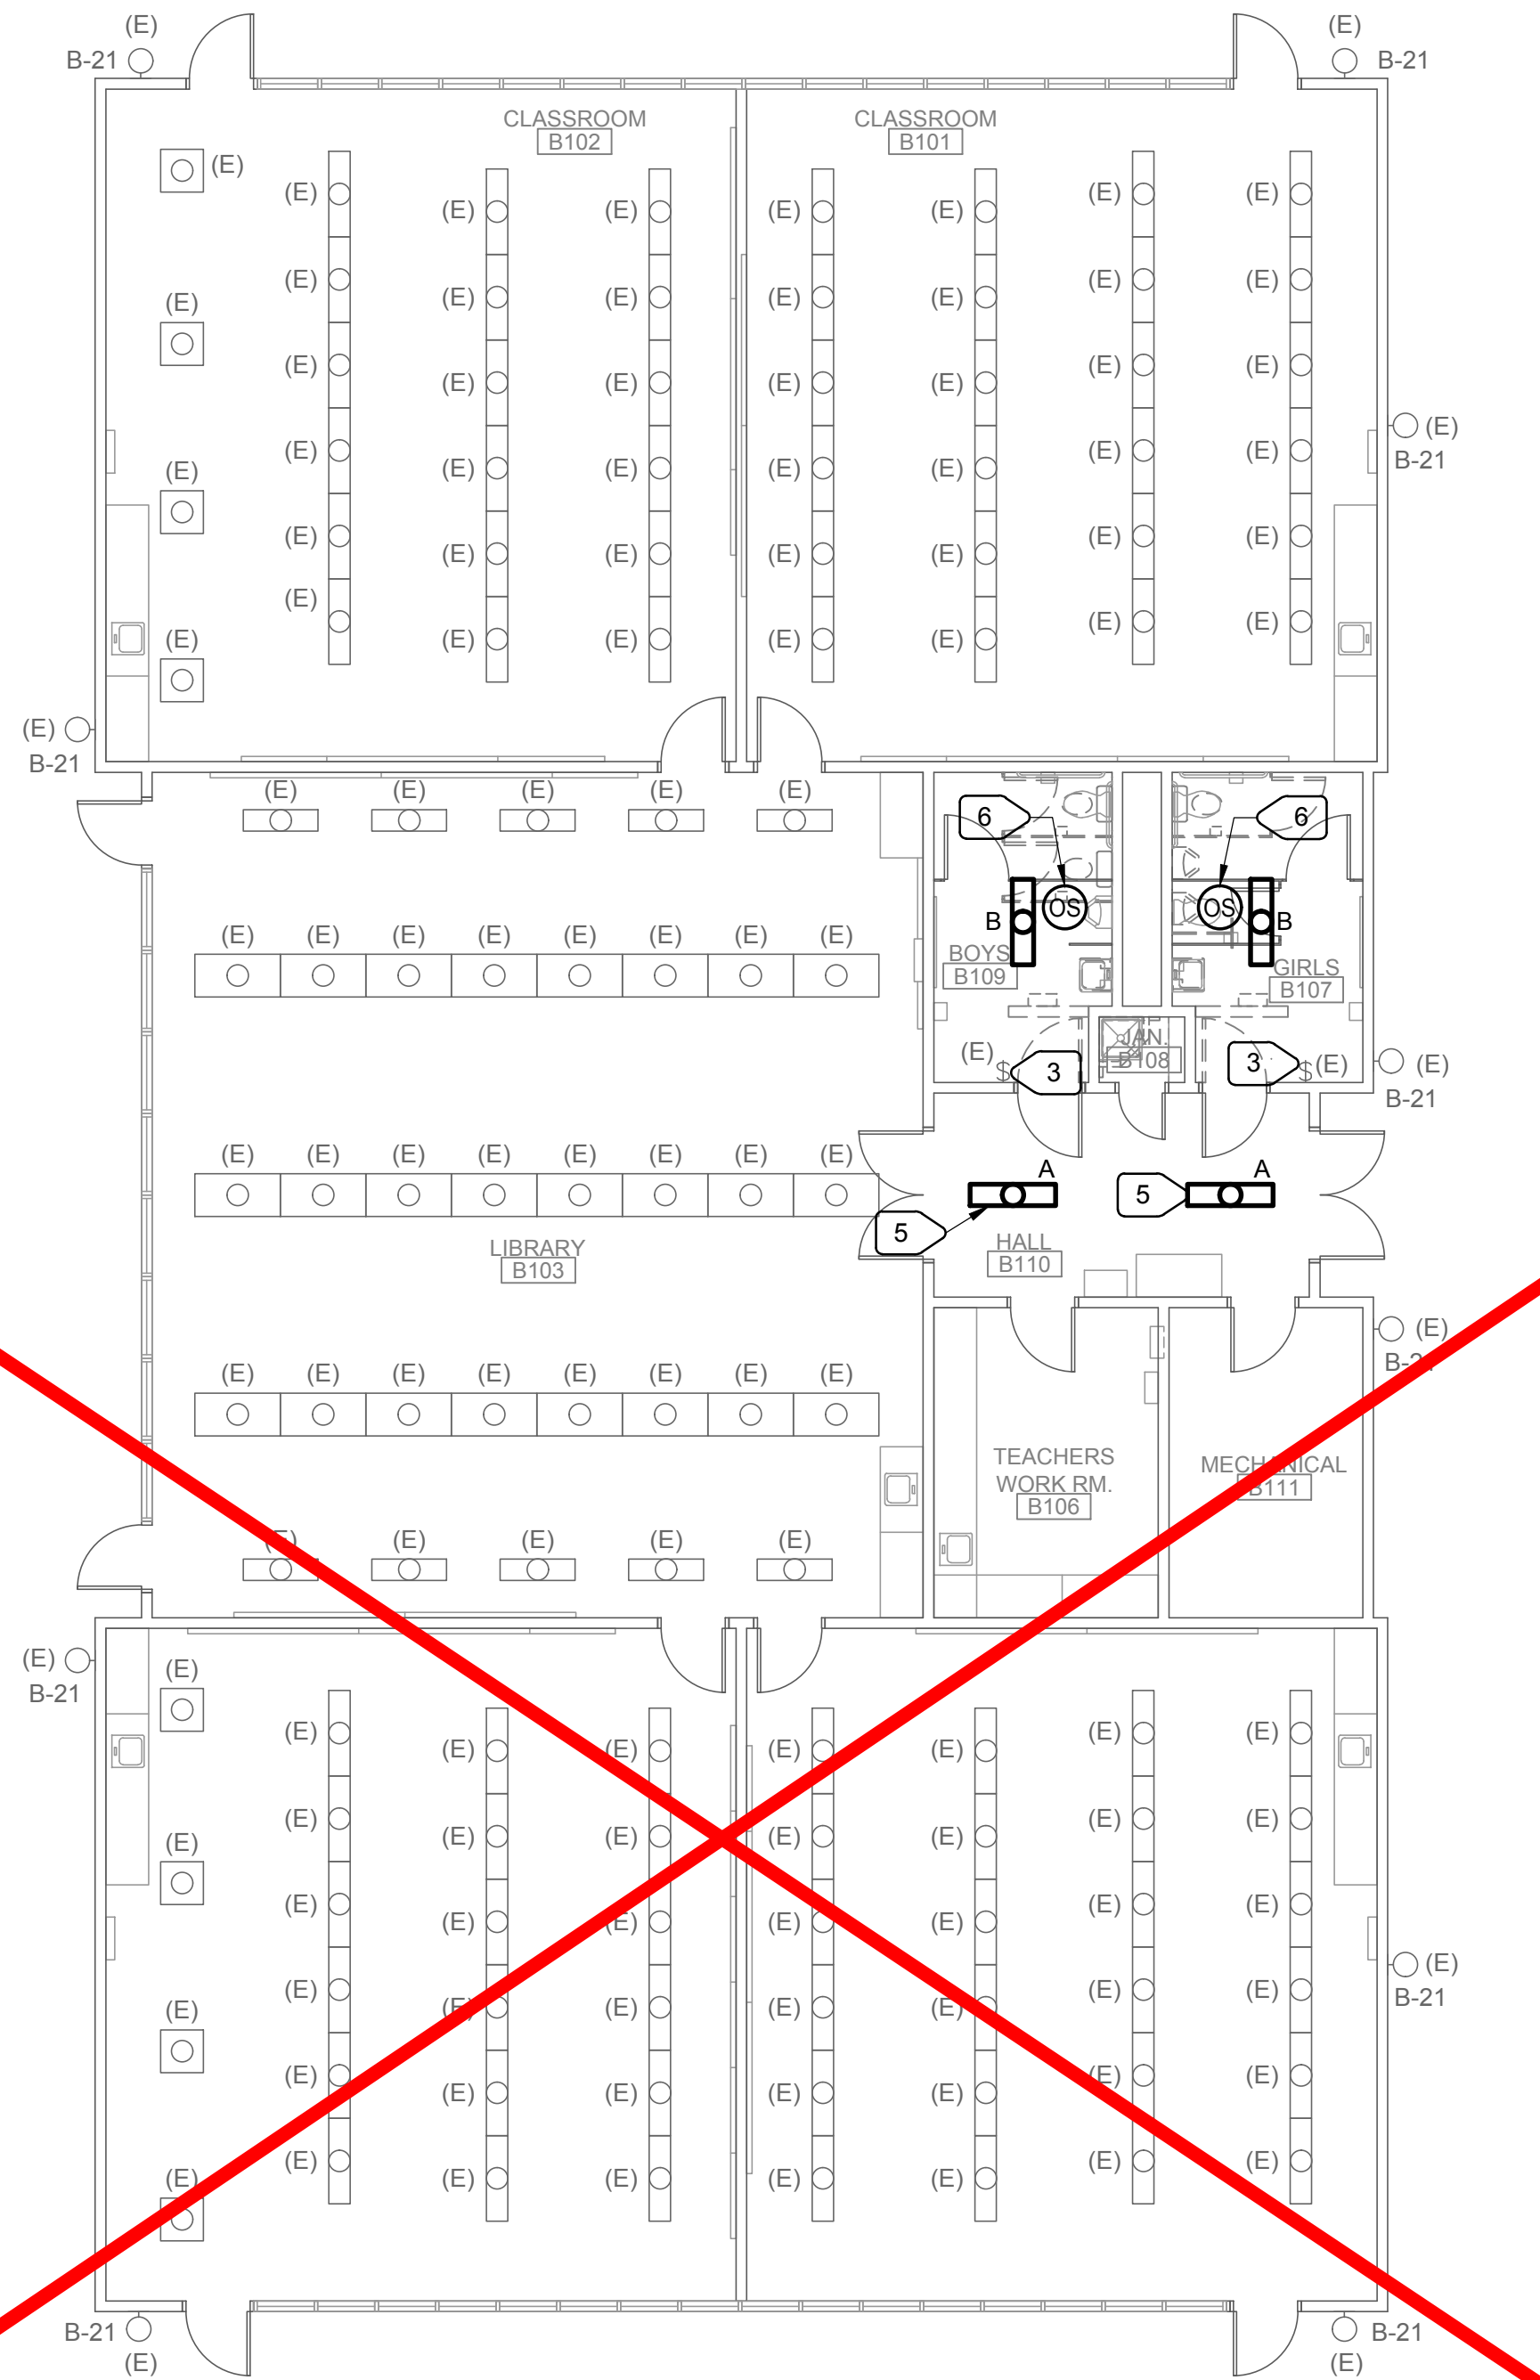 (E) (E)
B-21 B-21
CLASSROOM CLASSROOM
B102 B101
(E)
(E) (E) (E)
(E) (E) (E) (E)
(E) (E) (E)
(E) (E) (E) (E)
(E)
(E) (E) (E)
(E) (E) (E) (E)
(E)
B-21
(E) (E) (E)
(E) (E) (E) (E)
(E)
(E) (E) (E)
(E) (E) (E) (E)
(E)
(E) (E)
(E) (E) (E) (E)
(E)
(E)
B-21
(E) (E) (E) (E) (E)
6 6
OS OS
B B
(E) (E) (E) (E) (E) (E) (E) (E)
BOYS GIRLS
B109 B107
JAN.
B108
(E) $ 3 3 $ (E)
(E)
B-21
(E) (E) (E) (E) (E) (E) (E) (E)
A A
5
5
HALL
B110
LIBRARY
B103
(E)
B-21
(E) (E) (E) (E) (E) (E) (E) (E)
TEACHERS
WORK RM.
B106
MECHANICAL
B111
(E) (E) (E) (E) (E)
(E)
B-21
(E)
(E) (E) (E)
(E) (E) (E) (E)
(E) (E) (E)
(E) (E) (E) (E)
(E)
(E) (E) (E)
(E) (E) (E) (E)
(E)
B-21
(E) (E) (E)
(E) (E) (E) (E)
(E)
(E) (E) (E)
(E) (E) (E) (E)
(E) (E) (E)
(E) (E) (E) (E)
(E)
B-21 B-21
(E) (E)